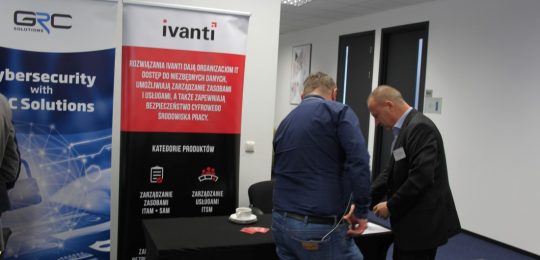 GRC
SOLUTIONS
Cybersecurity
with
C Solutions
ivanti
ROZWIĄZANIA IVANTI DAJĄ ORGANIZACJOM IT
DOSTĘP DO NIEZBĘDNYCH DANYCH,
UMOŻLIWIAJĄ ZARZĄDZANIE ZASOBAMI
I USŁUGAMI, A TAKŻE ZAPEWNIAJĄ
BEZPIECZEŃSTWO CYFROWEGO
ŚRODOWISKA PRACY.
KATEGORIE PRODUKTÓW
ZARZĄDZANIE
ZASOBAMI
ITAM + SAM
ZARZĄDZANIE
USŁUGAMI
ITSM